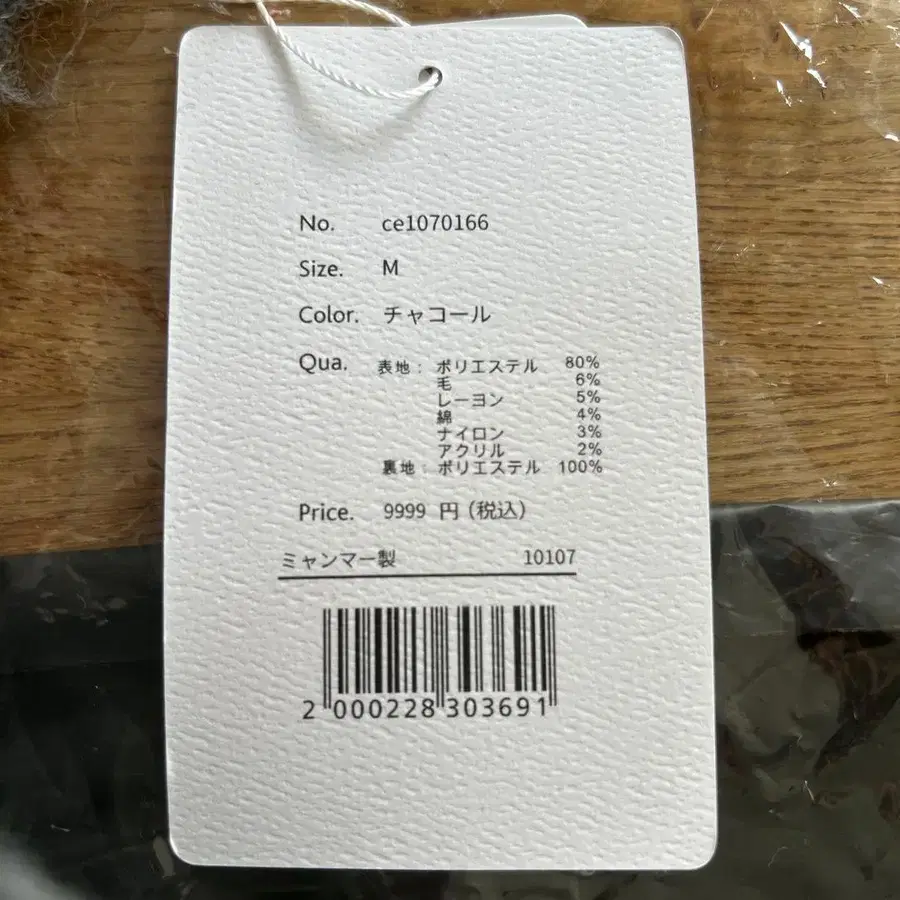 No. ce1070166
Size. M
Color. チャコール
Qua. 表地： ポリエステル 80%
毛 6%
レーヨン 5%
綿 4%
ナイロン 3%
アクリル 2%
裏地： ポリエステル 100%
Price. 9999 円（税込）
ミャンマー製 10107
2 000228 303691